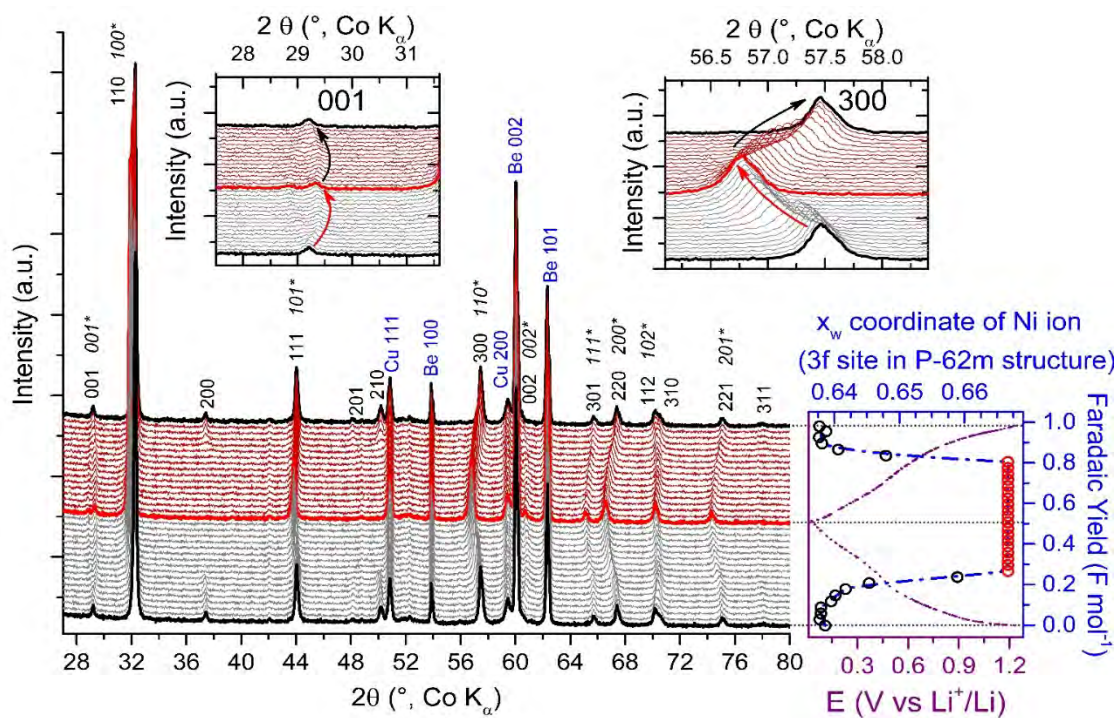 2 θ (°, Co Kα)
28 29 30 31
001
Intensity (a.u.)
2 θ (°, Co Kα)
56.5 57.0 57.5 58.0
300
Intensity (a.u.)
Intensity (a.u.)
001 001*
110 100*
200
111 101*
201
210
Cu 111
Be 100
300 110*
Cu 200
Be 002
002 002*
Be 101
301 111*
220 200*
112 102*
310
221 201*
311
28 32 36 40 44 48 52 56 60 64 68 72 76 80
2θ (°, Co Kα)
x_w coordinate of Ni ion
(3f site in P-62m structure)
0.64 0.65 0.66
1.0
0.8
0.6
0.4
0.2
0.0
Faradaic Yield (F mol⁻¹)
0.3 0.6 0.9 1.2
E (V vs Li⁺/Li)